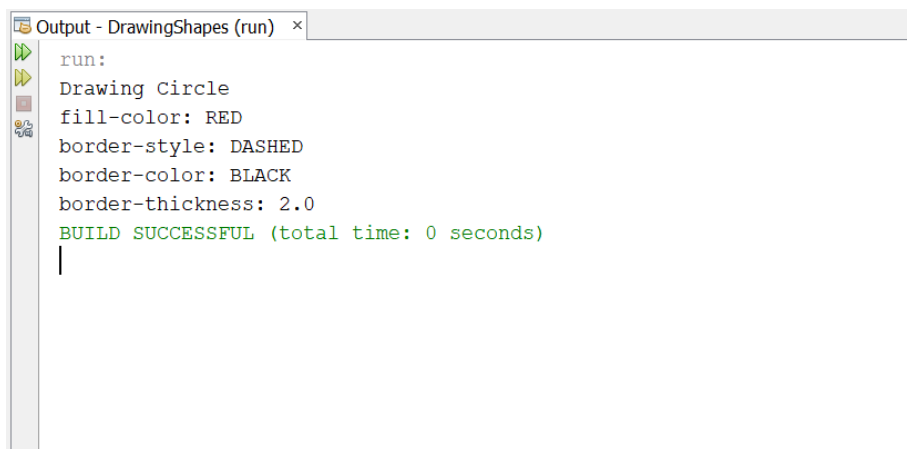 Output - DrawingShapes (run) ×
run:
Drawing Circle
fill-color: RED
border-style: DASHED
border-color: BLACK
border-thickness: 2.0
BUILD SUCCESSFUL (total time: 0 seconds)